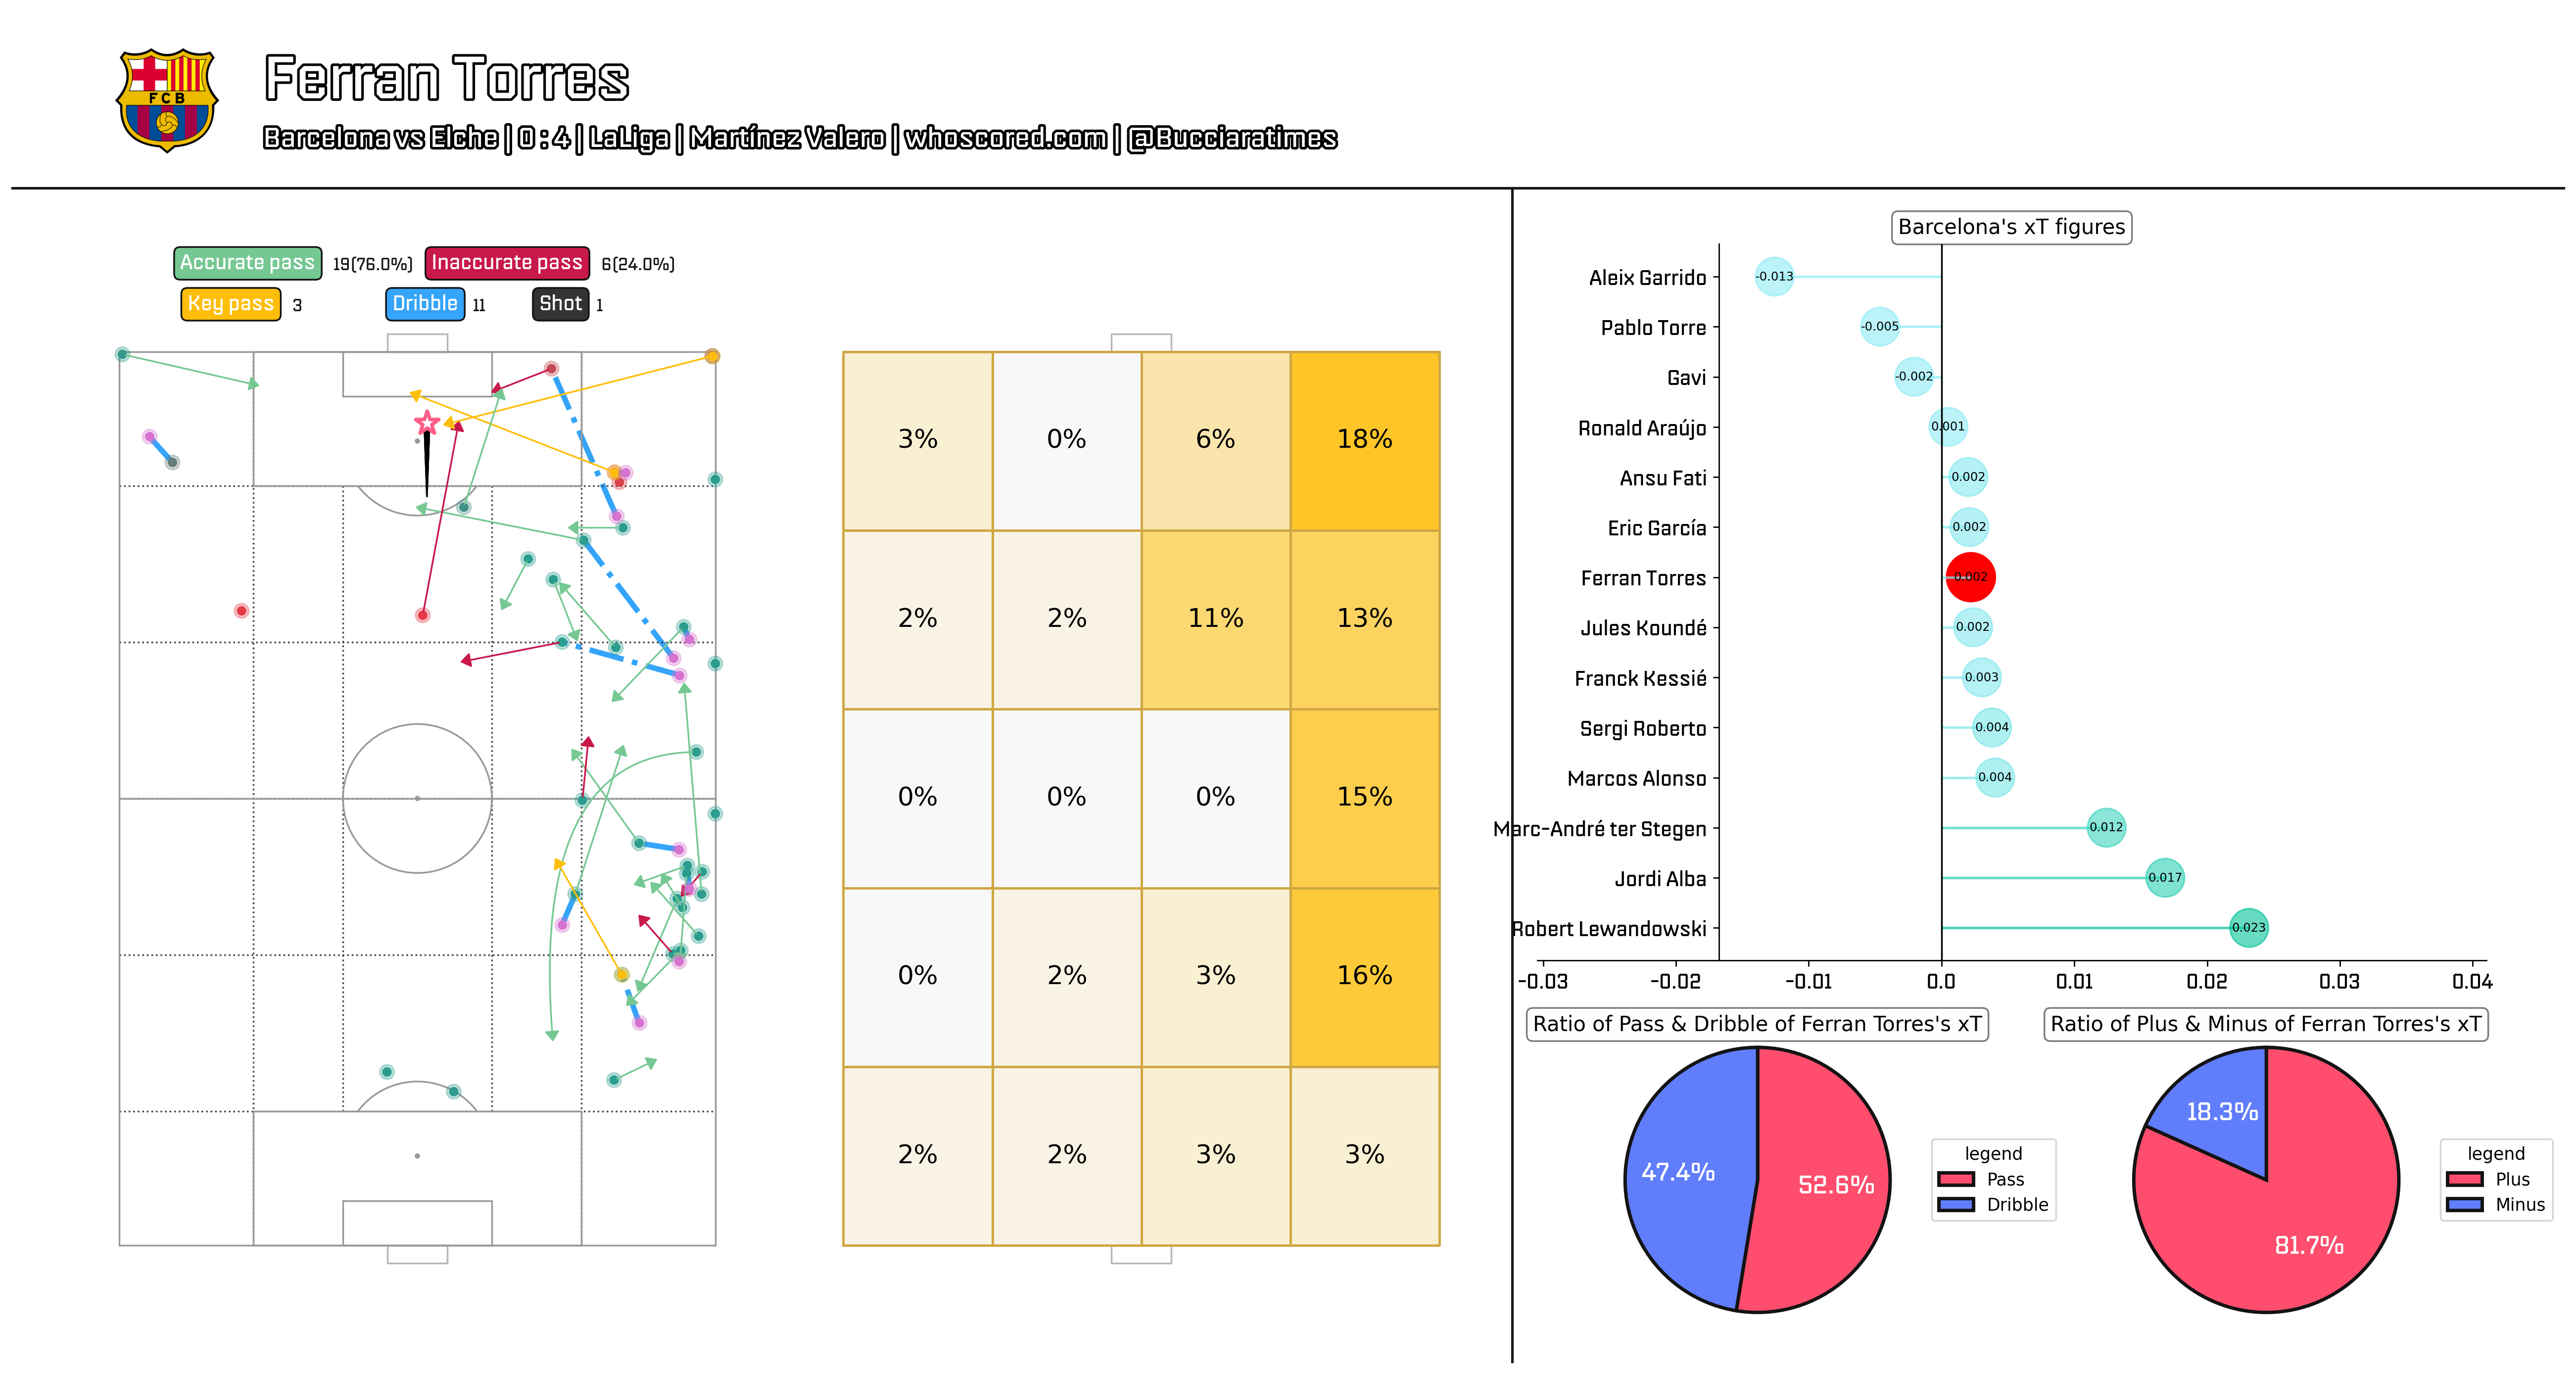 FCB
Ferran Torres
Barcelona vs Elche | 0 : 4 | LaLiga | Martínez Valero | whoscored.com | @Bucciaratimes
Accurate pass 19(76.0%) Inaccurate pass 6(24.0%)
Key pass 3 Dribble 11 Shot 1
3% 0% 6% 18%
2% 2% 11% 13%
0% 0% 0% 15%
0% 2% 3% 16%
2% 2% 3% 3%
Barcelona's xT figures
Aleix Garrido -0.013
Pablo Torre -0.005
Gavi -0.002
Ronald Araújo 0.001
Ansu Fati 0.002
Eric García 0.002
Ferran Torres 0.002
Jules Koundé 0.002
Franck Kessié 0.003
Sergi Roberto 0.004
Marcos Alonso 0.004
Marc-André ter Stegen 0.012
Jordi Alba 0.017
Robert Lewandowski 0.023
-0.03 -0.02 -0.01 0.0 0.01 0.02 0.03 0.04
Ratio of Pass & Dribble of Ferran Torres's xT
47.4% 52.6%
legend
Pass
Dribble
Ratio of Plus & Minus of Ferran Torres's xT
18.3%
81.7%
legend
Plus
Minus